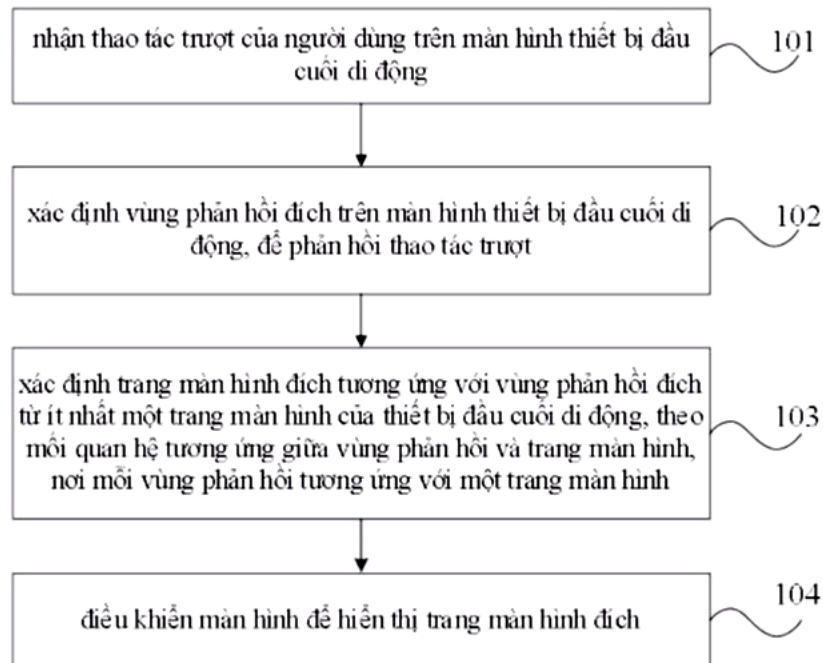 nhận thao tác trượt của người dùng trên màn hình thiết bị đầu
cuối di động
101
xác định vùng phản hồi đích trên màn hình thiết bị đầu cuối di
động, để phản hồi thao tác trượt
102
xác định trang màn hình đích tương ứng với vùng phản hồi đích
từ ít nhất một trang màn hình của thiết bị đầu cuối di động, theo
mối quan hệ tương ứng giữa vùng phản hồi và trang màn hình,
nơi mỗi vùng phản hồi tương ứng với một trang màn hình
103
điều khiển màn hình để hiển thị trang màn hình đích
104